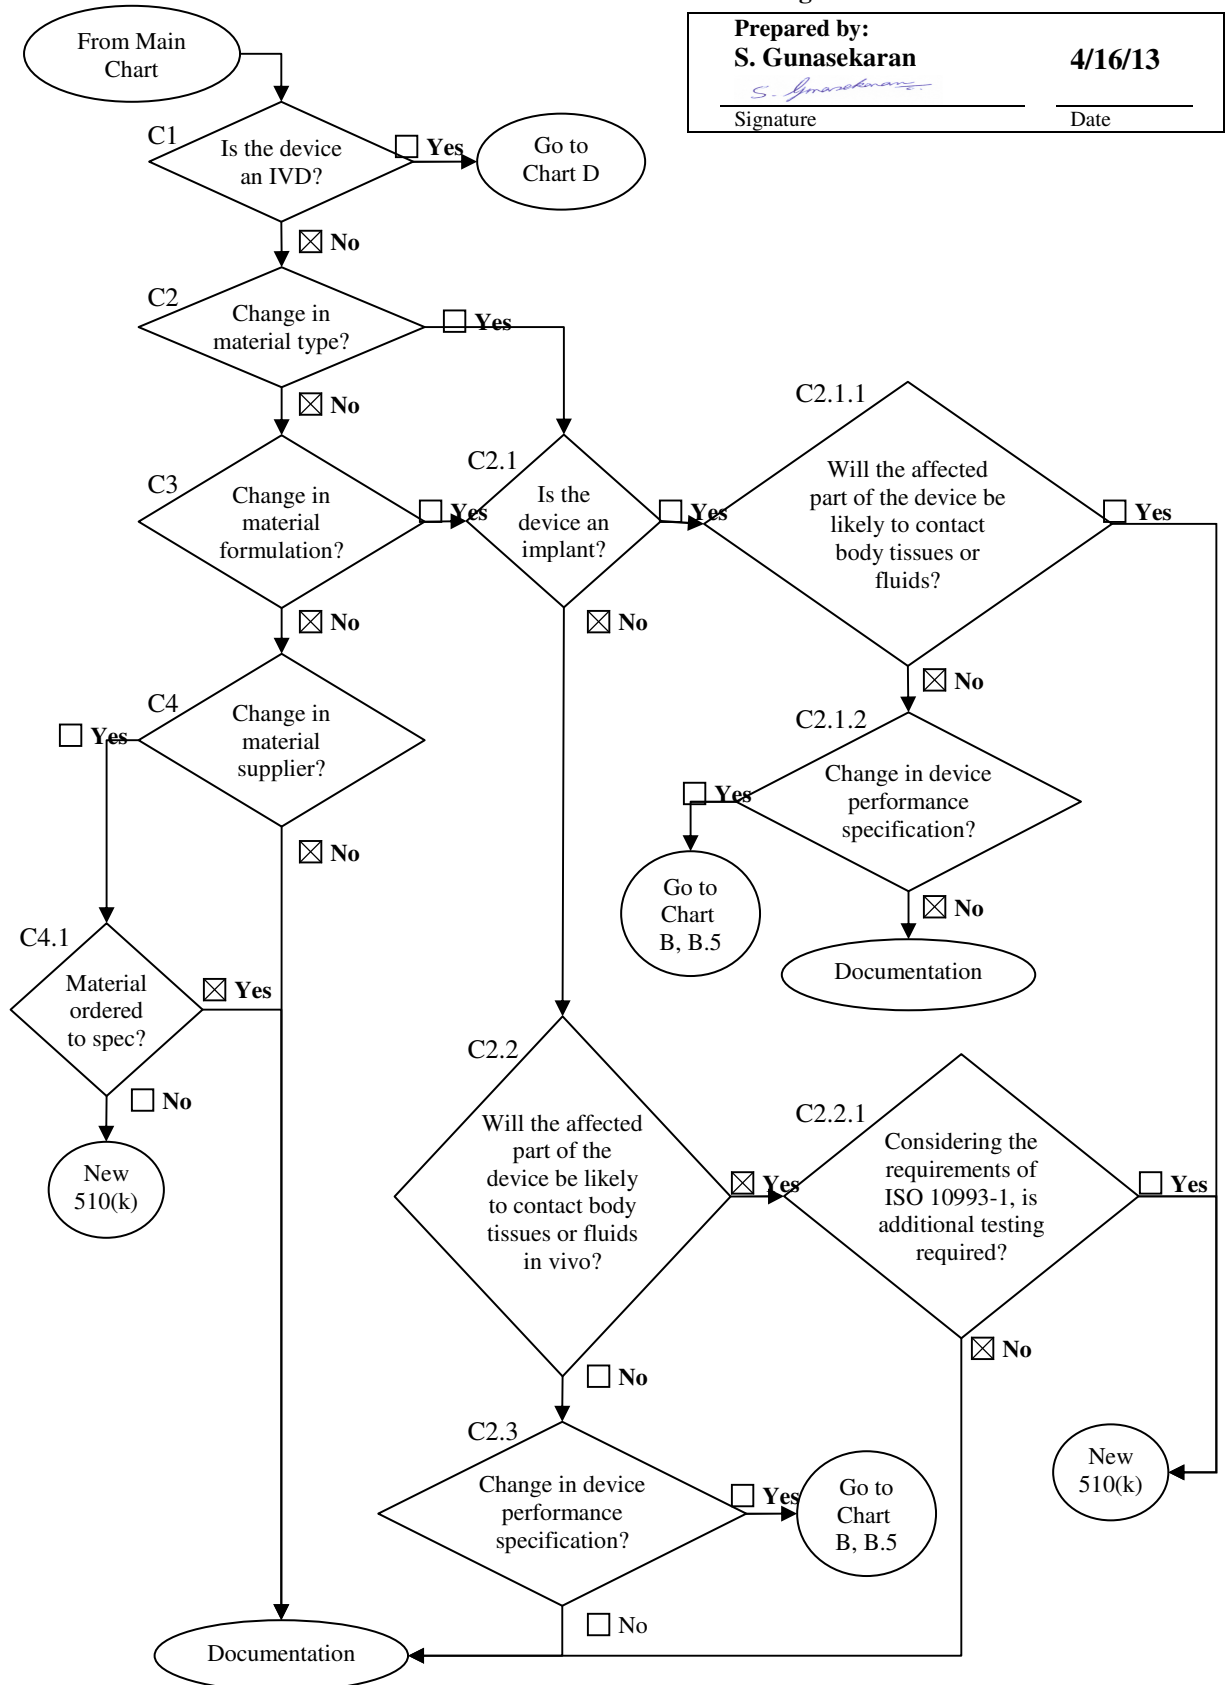 From Main
Chart
Prepared by:
S. Gunasekaran
4/16/13
S. Gunasekaran
Signature
Date
C1
Is the device
an IVD?
☐ Yes
Go to
Chart D
☒ No
C2
Change in
material type?
☐ Yes
☒ No
C3
Change in
material
formulation?
☐ Yes
C2.1
Is the
device an
implant?
☐ Yes
C2.1.1
Will the affected
part of the device be
likely to contact
body tissues or
fluids?
☐ Yes
☒ No
☒ No
☒ No
C4
Change in
material
supplier?
☐ Yes
☒ No
C2.1.2
Change in device
performance
specification?
☐ Yes
Go to
Chart
B, B.5
☒ No
Documentation
C4.1
Material
ordered
to spec?
☒ Yes
☐ No
New
510(k)
C2.2
Will the affected
part of the
device be likely
to contact body
tissues or fluids
in vivo?
☒ Yes
C2.2.1
Considering the
requirements of
ISO 10993-1, is
additional testing
required?
☐ Yes
☒ No
☐ No
C2.3
Change in device
performance
specification?
☐ Yes
Go to
Chart
B, B.5
New
510(k)
☐ No
Documentation